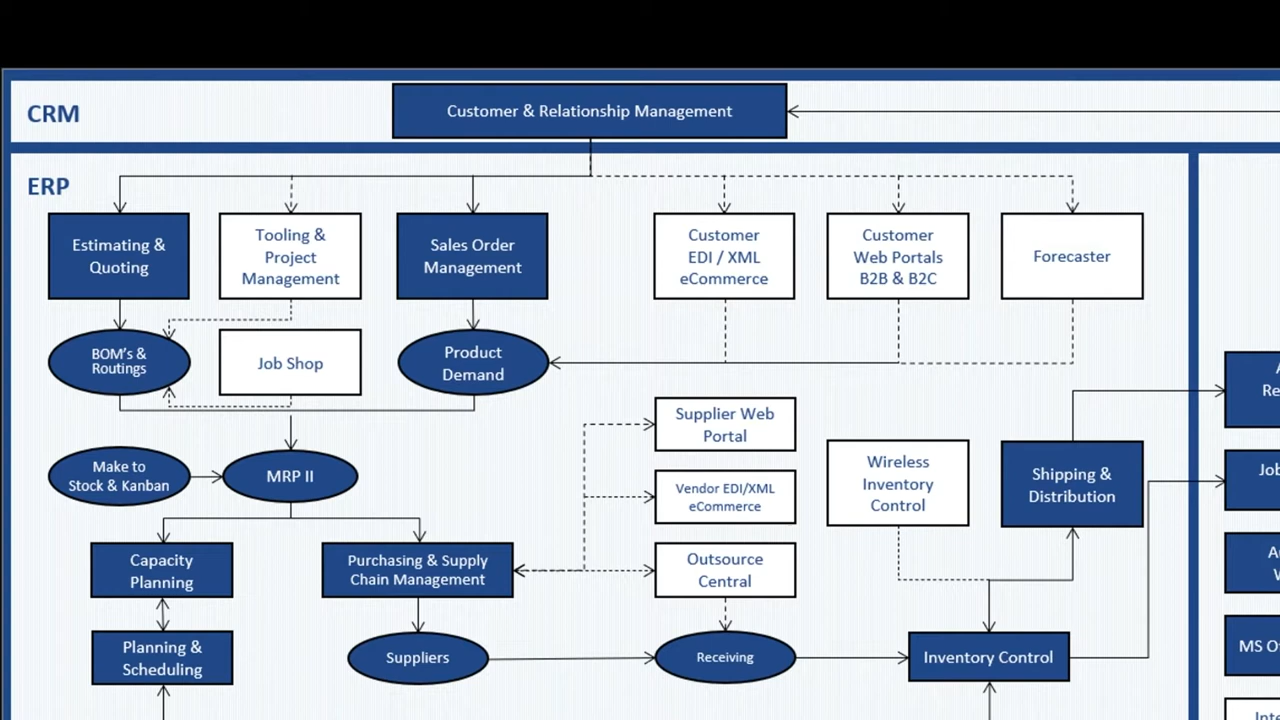 CRM
Customer & Relationship Management
ERP
Estimating &
Quoting
Tooling &
Project
Management
Sales Order
Management
Customer
EDI / XML
eCommerce
Customer
Web Portals
B2B & B2C
Forecaster
BOM's &
Routings
Job Shop
Product
Demand
Supplier Web
Portal
Make to
Stock & Kanban
MRP II
Vendor EDI/XML
eCommerce
Wireless
Inventory
Control
Shipping &
Distribution
Capacity
Planning
Purchasing & Supply
Chain Management
Outsource
Central
Planning &
Scheduling
Suppliers
Receiving
Inventory Control
Re
Job
MS O